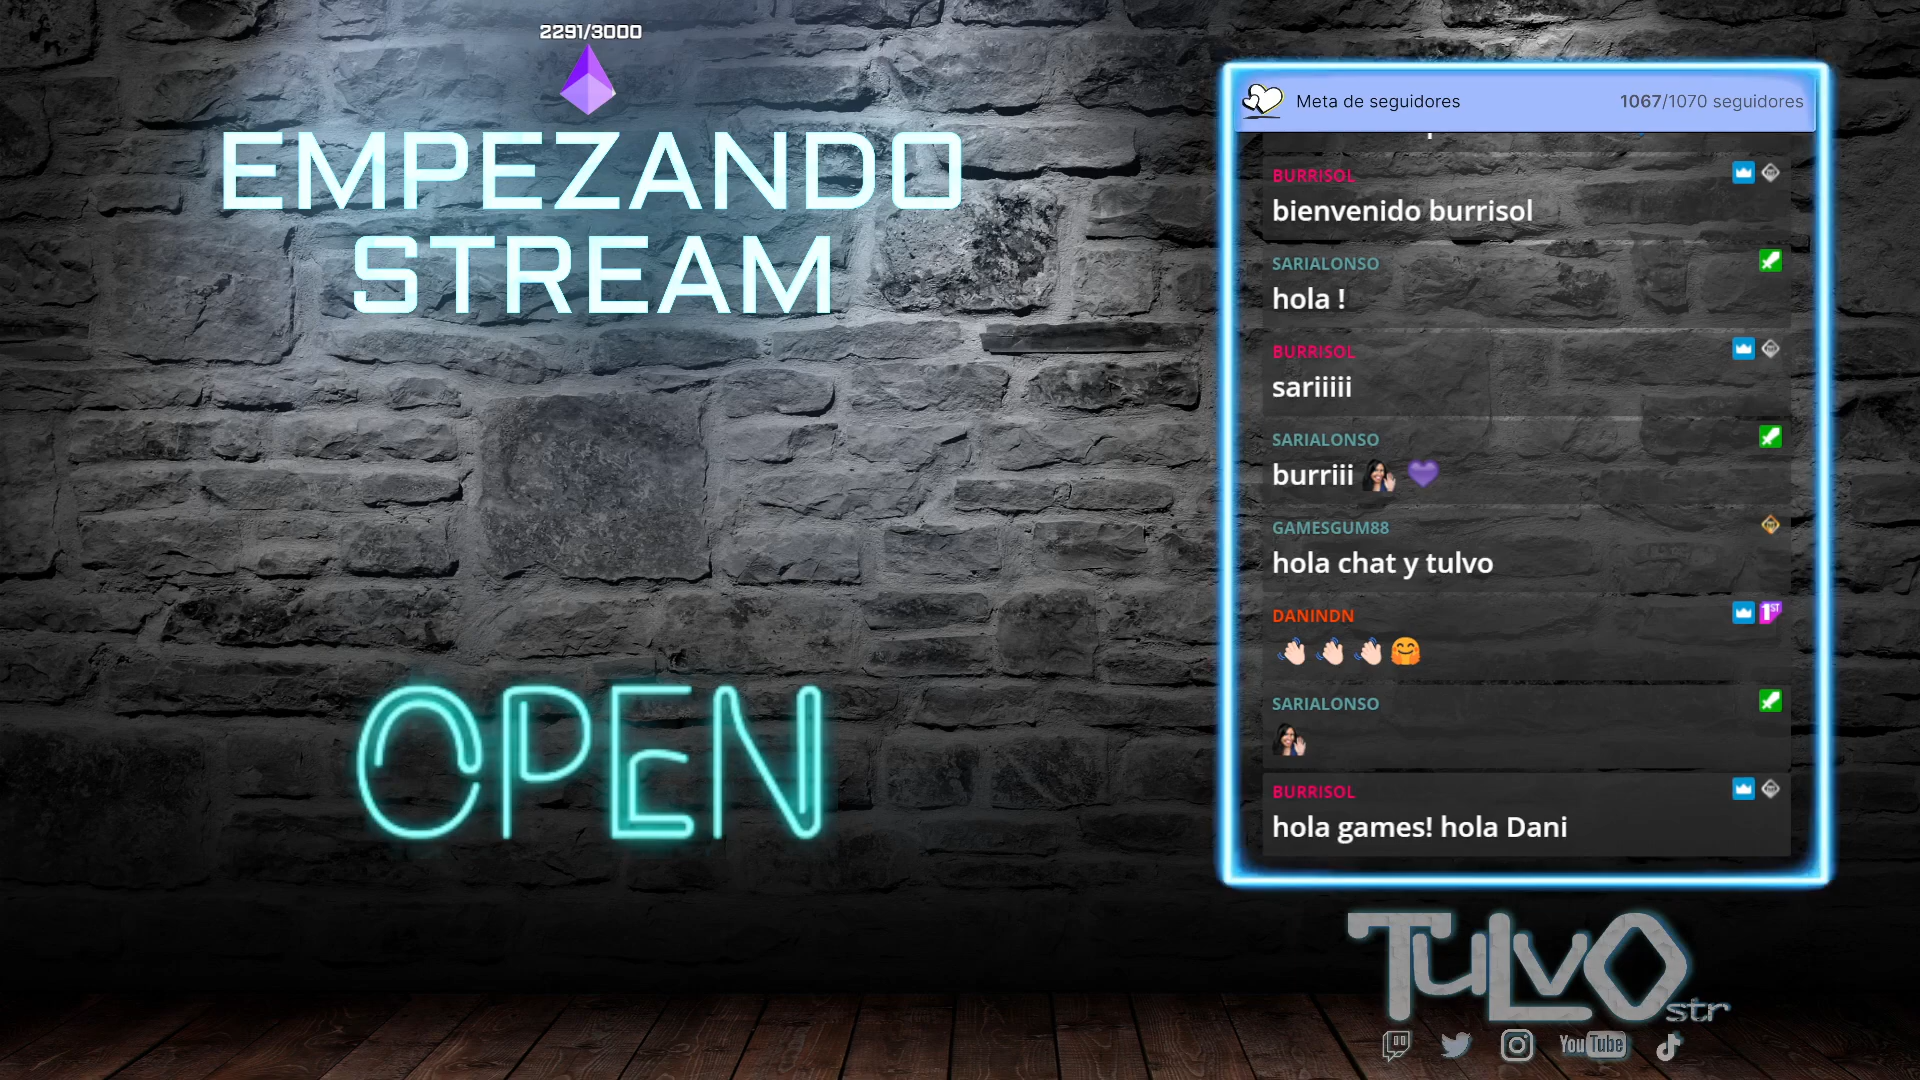 2291/3000
EMPEZANDO
STREAM
OPEN
Meta de seguidores 1067/1070 seguidores
BURRISOL
bienvenido burrisol
SARIALONSO
hola !
BURRISOL
sariiiii
SARIALONSO
burriii
GAMESGUM88
hola chat y tulvo
DANINDN
1ST
SARIALONSO
BURRISOL
hola games! hola Dani
TulvO
str
YouTube